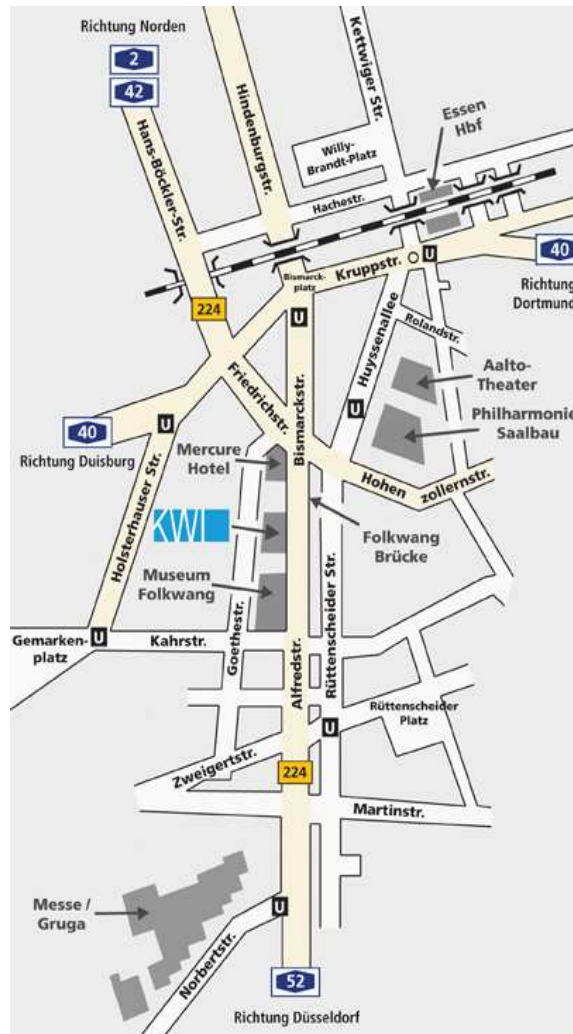 Richtung Norden
2
42
Hans-Böckler-Str.
Hindenburgstr.
Kettwiger Str.
Essen
Hbf
Willy-
Brandt-Platz
Hachestr.
Bismarck-
platz
Kruppstr.
U
40
Richtung
Dortmund
224
U
Huyssenallee
Rolandstr.
Friedrichstr.
Bismarckstr.
Aalto-
Theater
U
Philharmonie
Saalbau
40
Richtung Duisburg
U
Mercure
Hotel
Hohen
zollernstr.
Holsterhauser Str.
KWI
Folkwang
Brücke
Museum
Folkwang
Goethestr.
Rüttenscheider Str.
Gemarken-
platz
U
Kahrstr.
Alfredstr.
Rüttenscheider
Platz
U
Zweigertstr.
224
Martinstr.
Messe /
Gruga
U
Norbertstr.
52
Richtung Düsseldorf